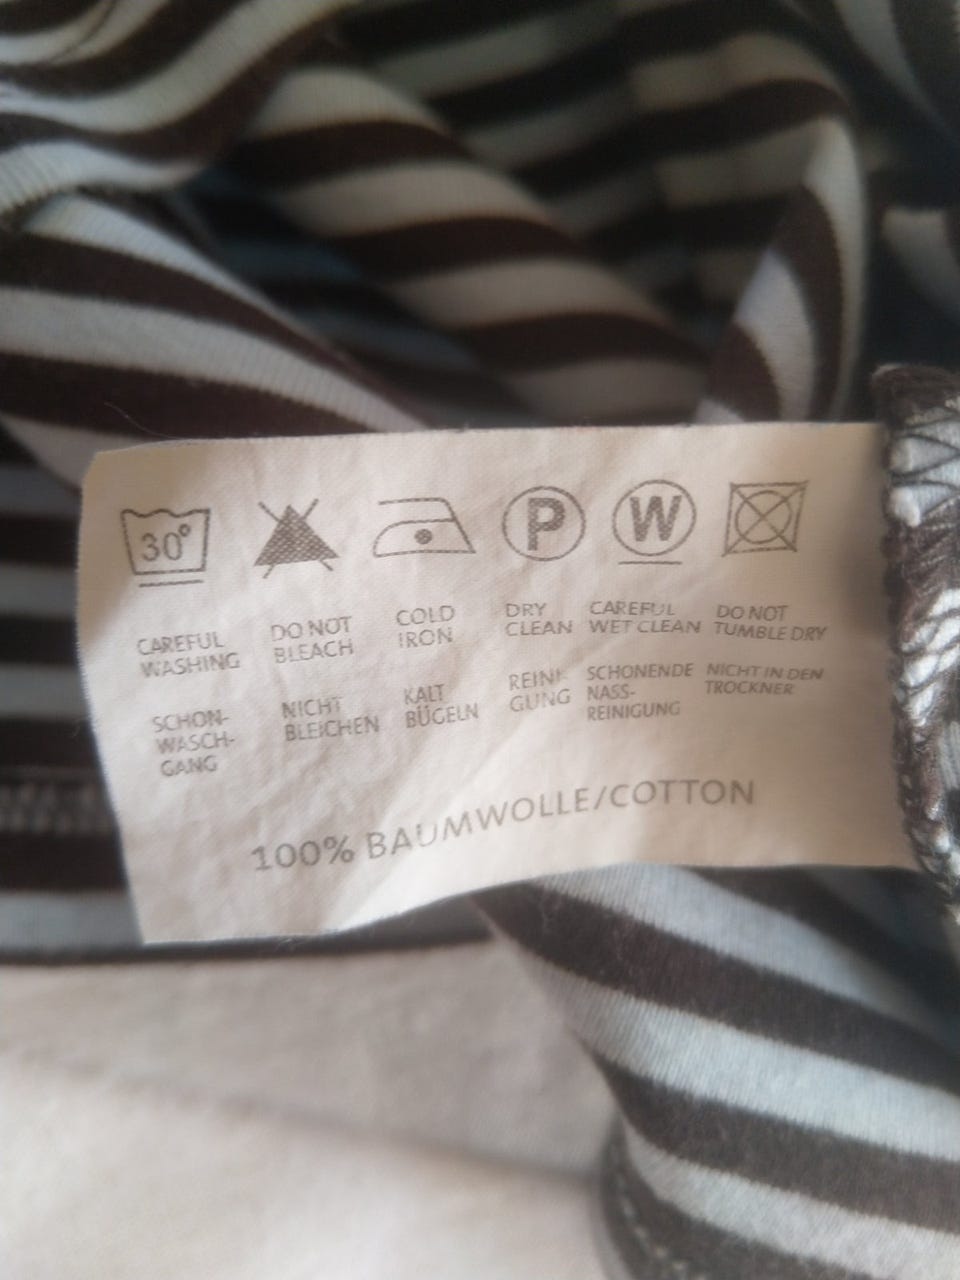 30°
P
W
CAREFUL
WASHING
DO NOT
BLEACH
COLD
IRON
DRY
CLEAN
CAREFUL
WET CLEAN
DO NOT
TUMBLE DRY
SCHON-
WASCH-
GANG
NICHT
BLEICHEN
KALT
BÜGELN
REINI-
GUNG
SCHONENDE
NASS-
REINIGUNG
NICHT IN DEN
TROCKNER
100% BAUMWOLLE/COTTON